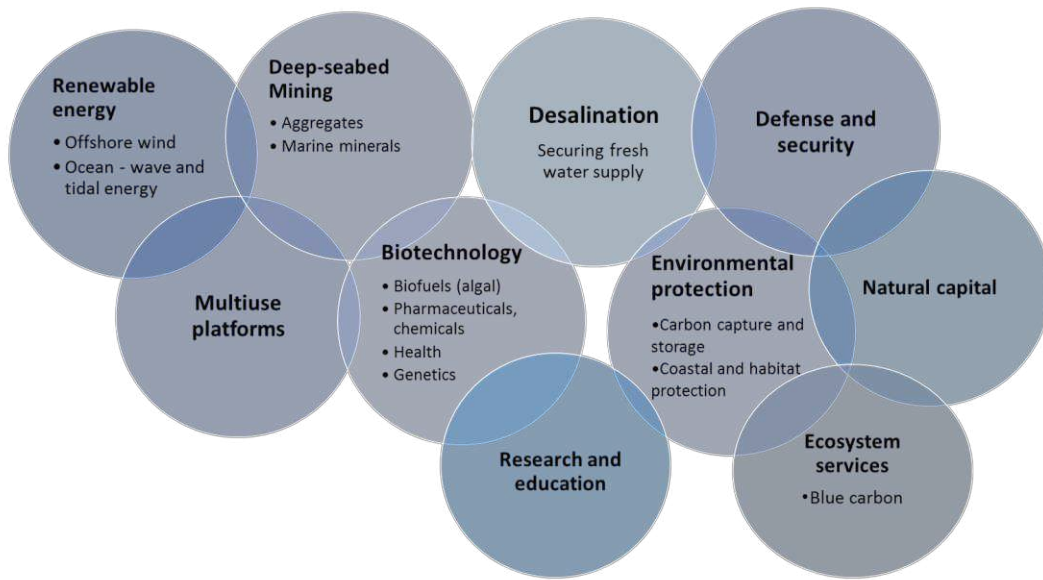 Renewable
energy
• Offshore wind
• Ocean - wave and
tidal energy
Deep-seabed
Mining
• Aggregates
• Marine minerals
Desalination
Securing fresh
water supply
Defense and
security
Multiuse
platforms
Biotechnology
• Biofuels (algal)
• Pharmaceuticals,
chemicals
• Health
• Genetics
Environmental
protection
•Carbon capture and
storage
•Coastal and habitat
protection
Natural capital
Research and
education
Ecosystem
services
•Blue carbon